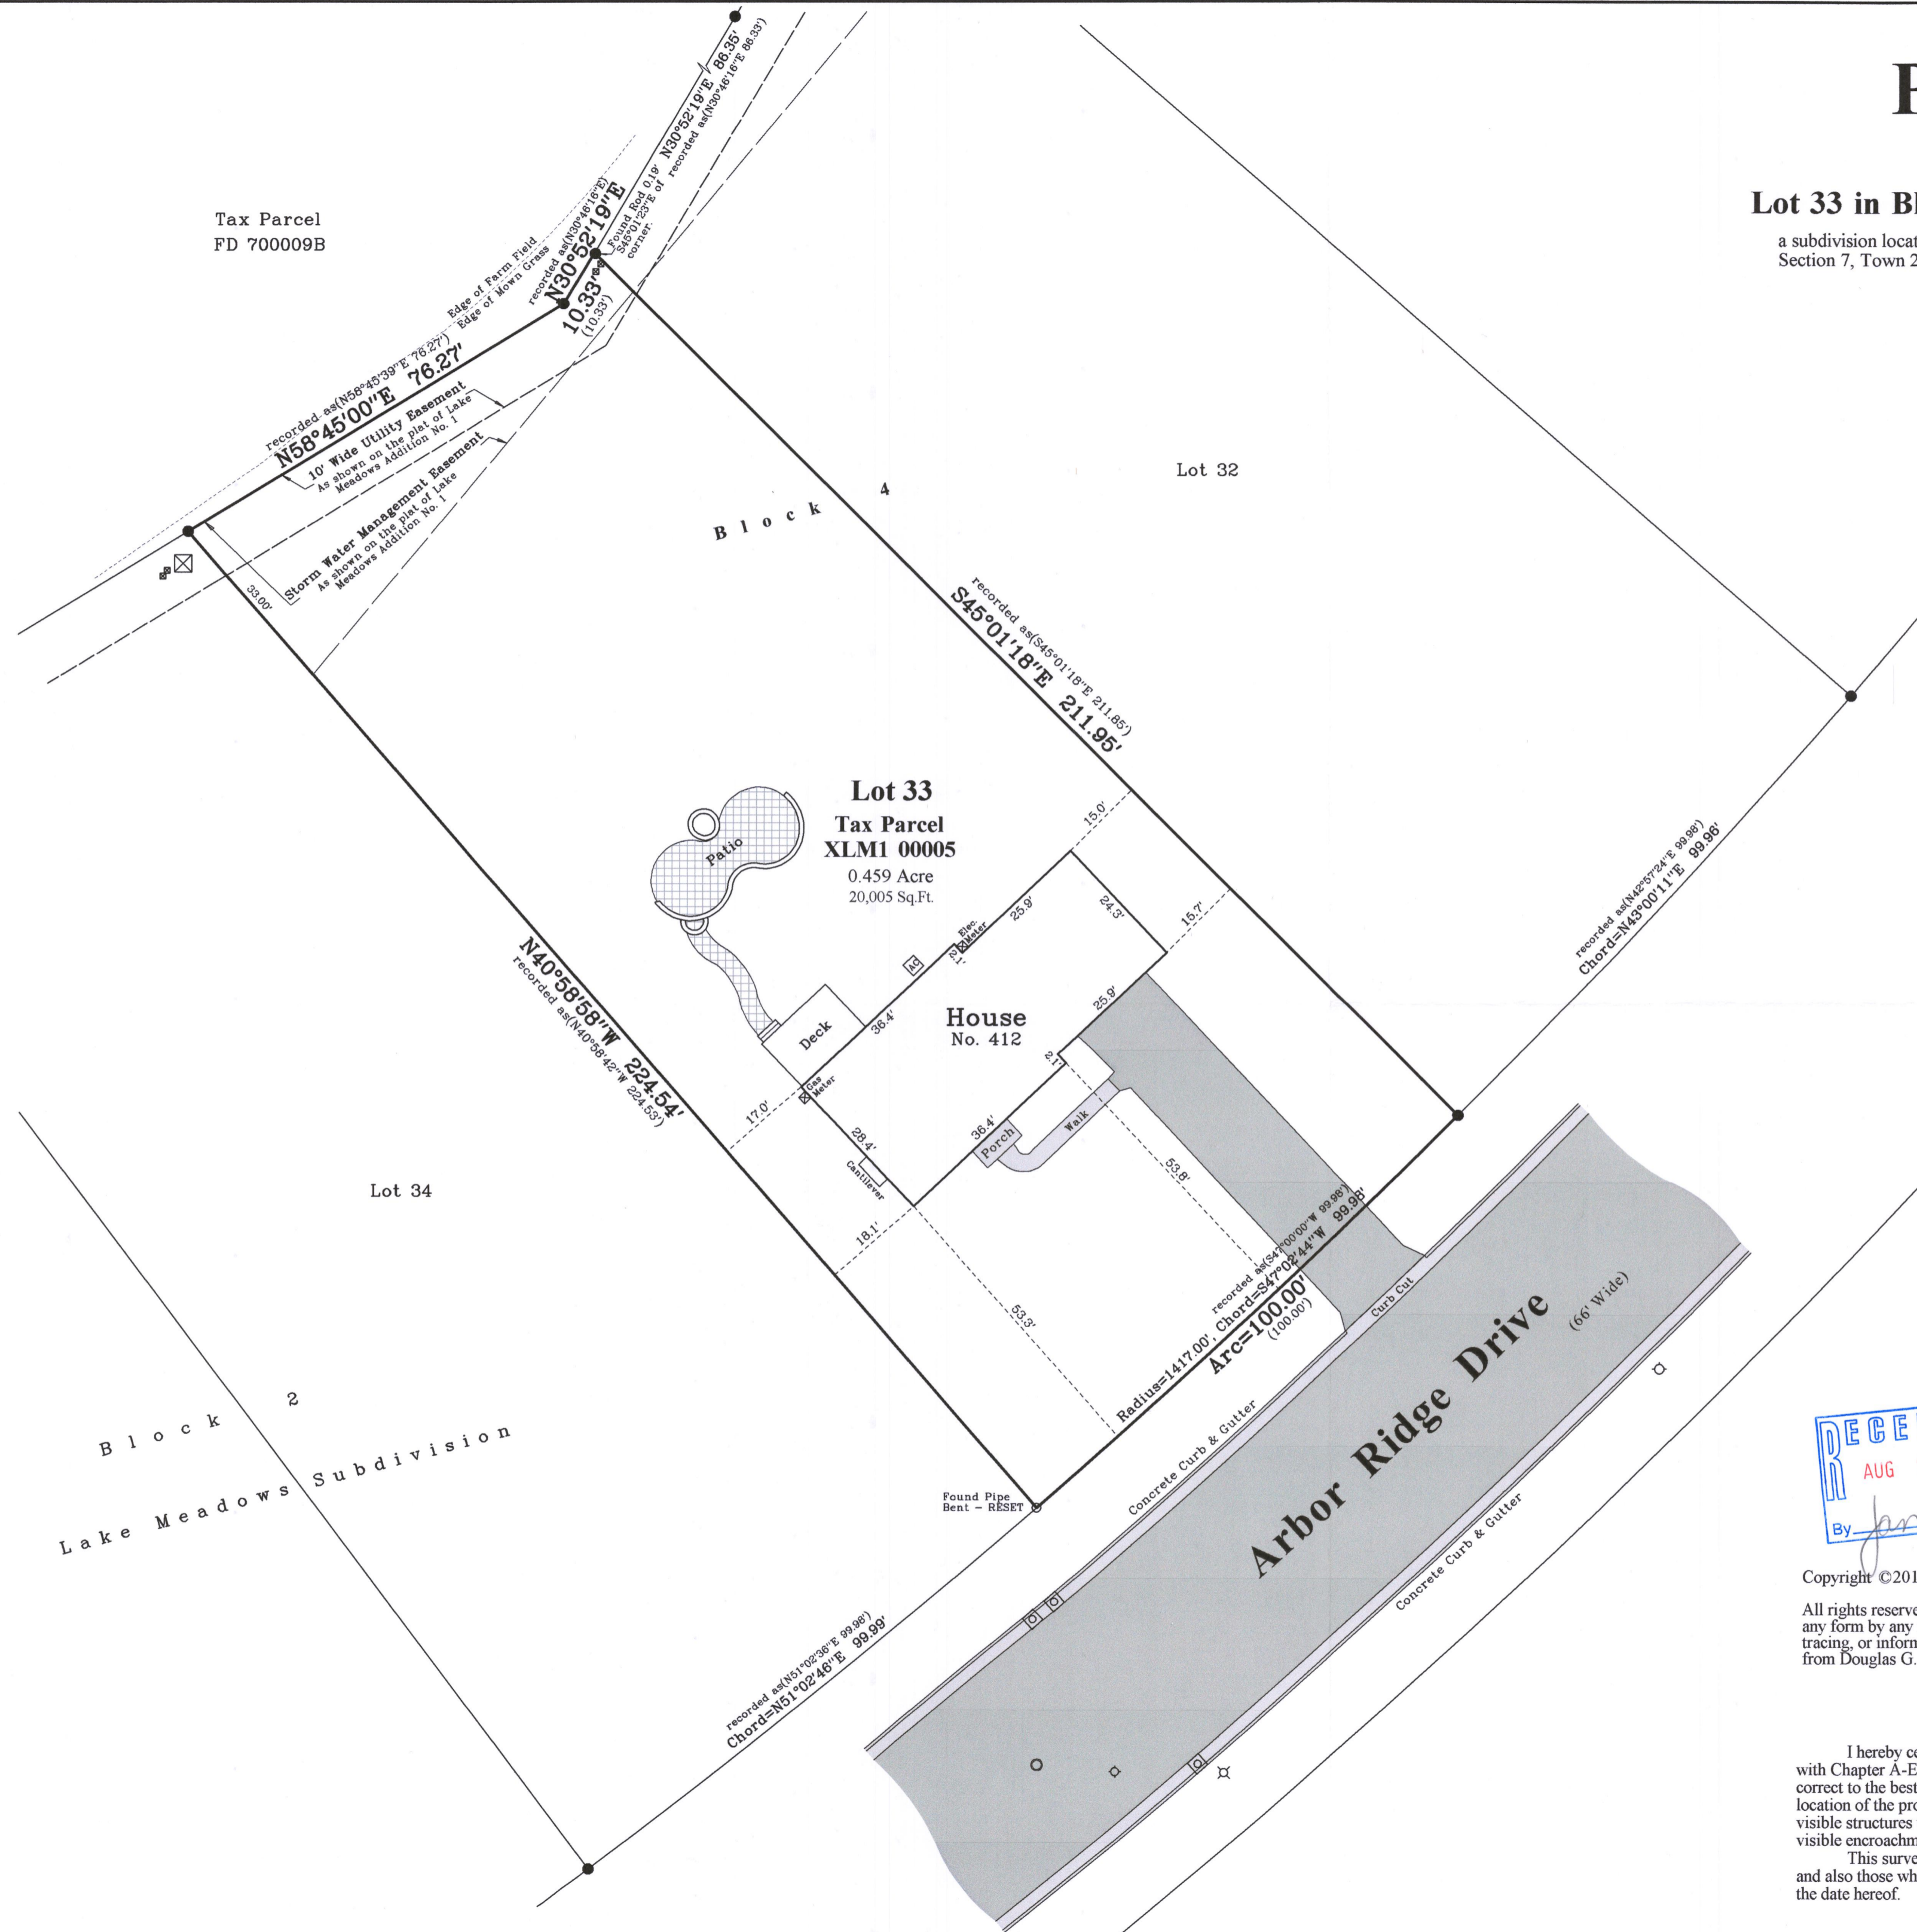 Lot 33 in
a subdivision
Section 7, Town 2
Tax Parcel
FD 700009B
N30°52'19"E 86.35'
recorded as(N30°46'16"E 86.33')
Found Rod 0.19'
S45°01'23"E of
corner.
recorded as(N30°46'16"E)
N30°52'19"E
10.33'
(10.33')
Edge of Farm Field
Edge of Mown Grass
recorded as(N58°45'39"E 76.27')
N58°45'00"E 76.27'
10' Wide Utility Easement
As shown on the plat of Lake
Meadows Addition No. 1
Storm Water Management Easement
As shown on the plat of Lake
Meadows Addition No. 1
33.00'
Block 4
Lot 32
recorded as(S45°01'18"E 211.85')
S45°01'18"E 211.95'
Lot 33
Tax Parcel
XLM1 00005
0.459 Acre
20,005 Sq.Ft.
Patio
15.0'
24.3'
15.7'
25.9'
Elec.
Meter
2.1'
AC
36.4'
Deck
House
No. 412
25.9'
2.1'
Gas
Meter
17.0'
28.4'
Cantilever
36.4'
Porch
Walk
18.1'
53.8'
53.3'
N40°58'58"W 224.54'
recorded as(N40°58'42"W 224.53')
recorded as(N42°57'24"E 99.98')
Chord=N43°00'11"E 99.96'
recorded as(S47°00'00"W 99.98')
Radius=1417.00', Chord=S47°02'44"W 99.98'
Arc=100.00'
(100.00')
Curb Cut
Arbor Ridge Drive
(66' Wide)
Concrete Curb & Gutter
Concrete Curb & Gutter
Lot 34
Block 2
Lake Meadows Subdivision
Found Pipe
Bent - RESET
recorded as(N51°02'36"E 99.98')
Chord=N51°02'46"E 99.99'
AUG
By
Copyright ©201
All rights
any form by any
tracing, or
from Douglas G.
I hereby
with Chapter A-E
correct to the best
location of the
visible structures
visible
This
and also those
the date hereof.